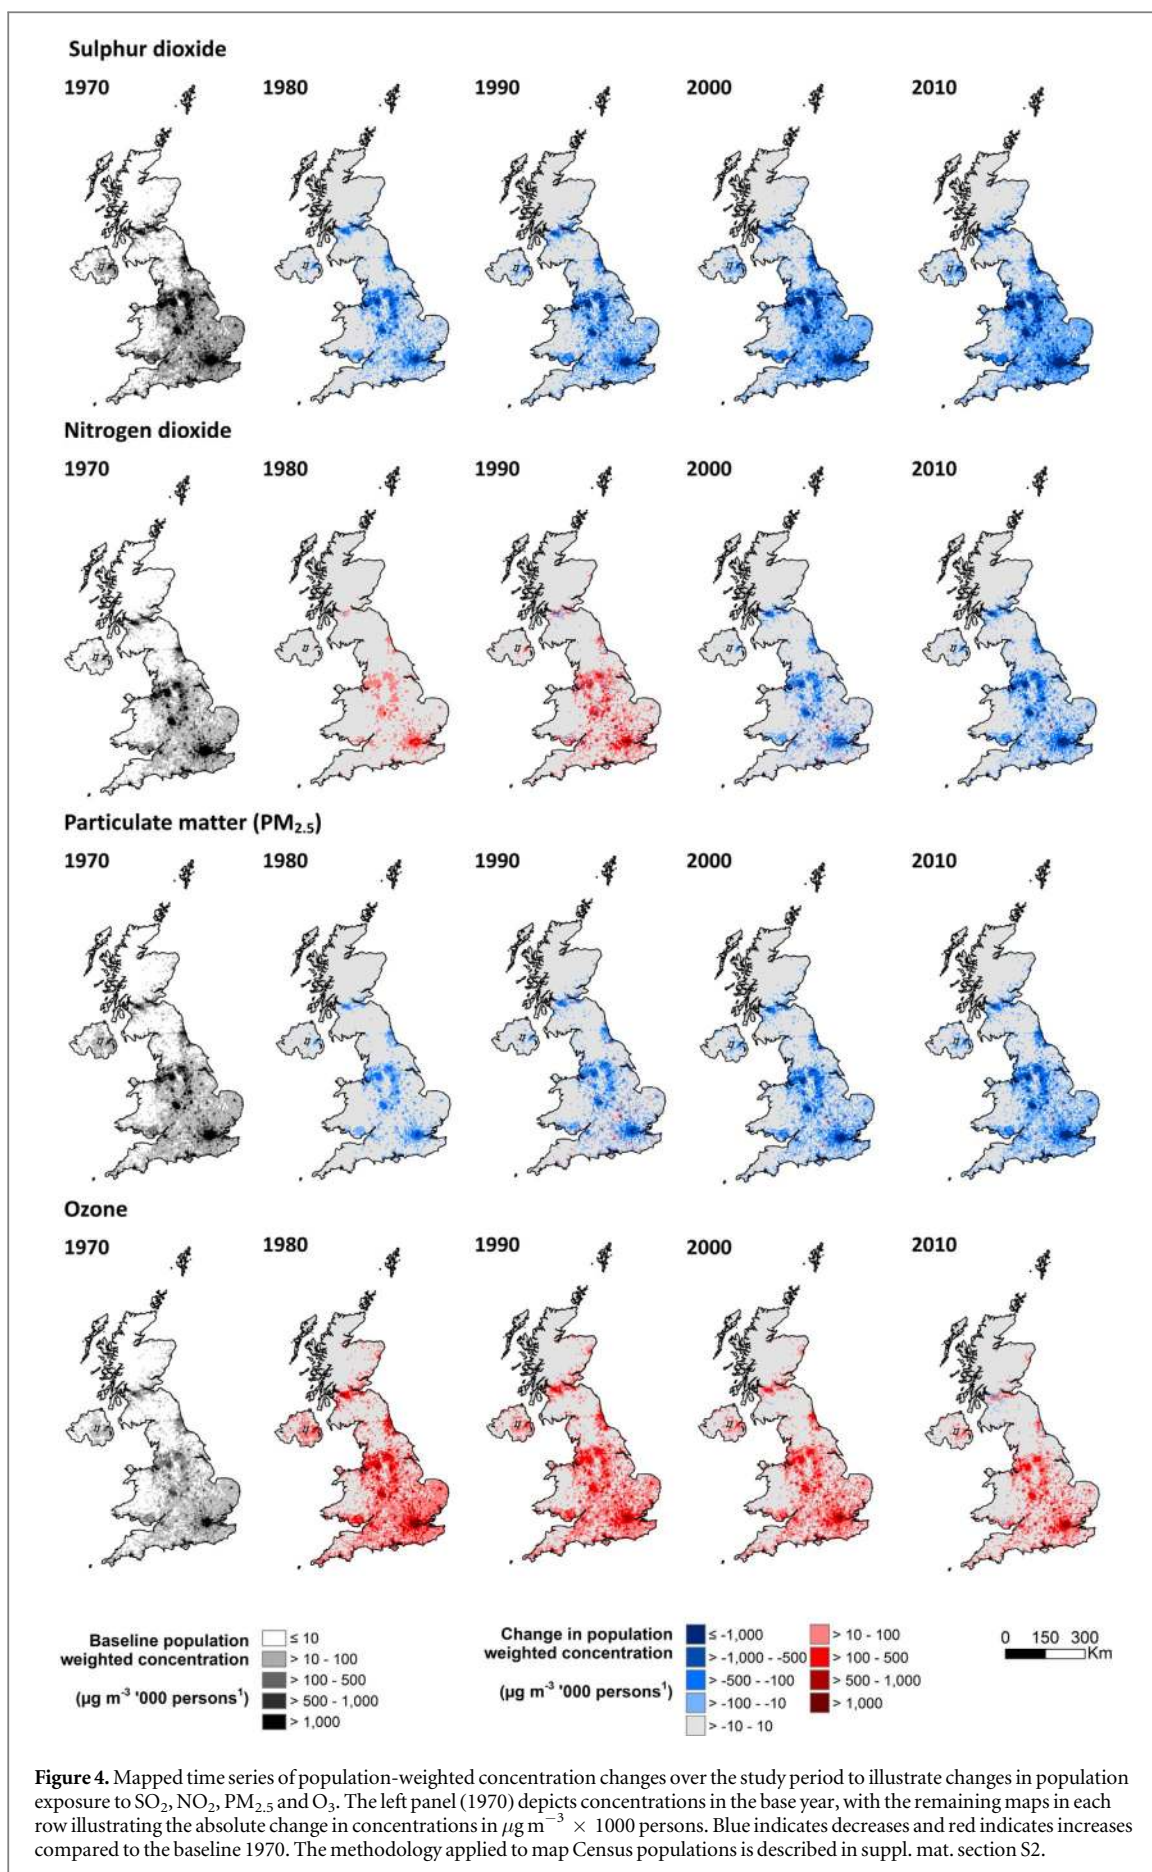 Sulphur dioxide
1970 1980 1990 2000 2010
Nitrogen dioxide
1970 1980 1990 2000 2010
Particulate matter (PM2.5)
1970 1980 1990 2000 2010
Ozone
1970 1980 1990 2000 2010
Baseline population
weighted concentration
(µg m⁻³ '000 persons¹)
≤ 10
> 10 - 100
> 100 - 500
> 500 - 1,000
> 1,000
Change in population
weighted concentration
(µg m⁻³ '000 persons¹)
≤ -1,000
> -1,000 - -500
> -500 - -100
> -100 - -10
> -10 - 10
> 10 - 100
> 100 - 500
> 500 - 1,000
> 1,000
0 150 300
Km
Figure 4. Mapped time series of population-weighted concentration changes over the study period to illustrate changes in population
exposure to SO₂, NO₂, PM₂.₅ and O₃. The left panel (1970) depicts concentrations in the base year, with the remaining maps in each
row illustrating the absolute change in concentrations in µg m⁻³ × 1000 persons. Blue indicates decreases and red indicates increases
compared to the baseline 1970. The methodology applied to map Census populations is described in suppl. mat. section S2.